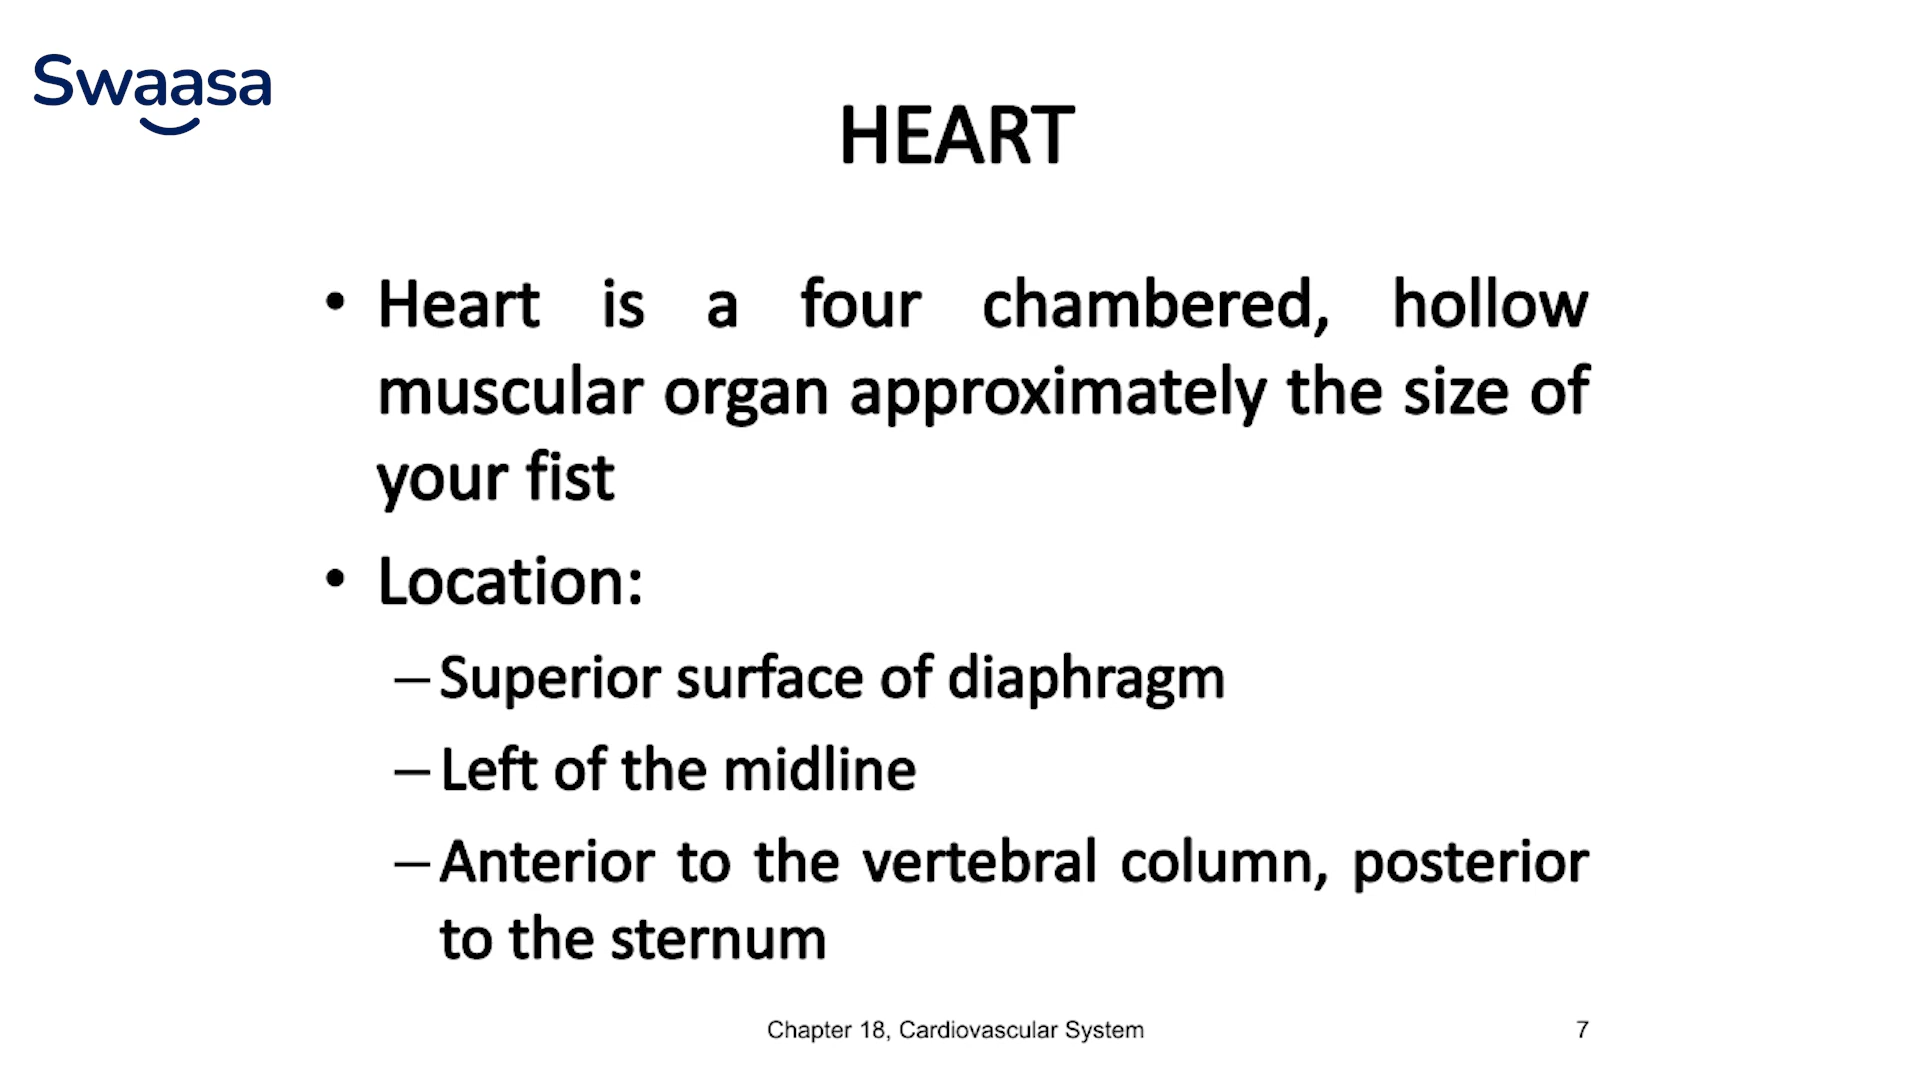 Swaasa
HEART
• Heart is a four chambered, hollow
muscular organ approximately the size of
your fist
• Location:
– Superior surface of diaphragm
– Left of the midline
– Anterior to the vertebral column, posterior
to the sternum
Chapter 18, Cardiovascular System 7